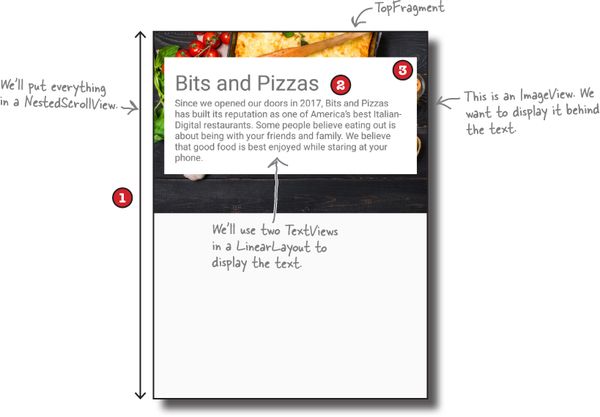 TopFragment
1
We'll put everything
in a NestedScrollView.
3
Bits and Pizzas
2
Since we opened our doors in 2017, Bits and Pizzas
has built its reputation as one of America's best Italian-
Digital restaurants. Some people believe eating out is
about being with your friends and family. We believe
that good food is best enjoyed while staring at your
phone.
This is an ImageView. We
want to display it behind
the text.
We'll use two TextViews
in a LinearLayout to
display the text.